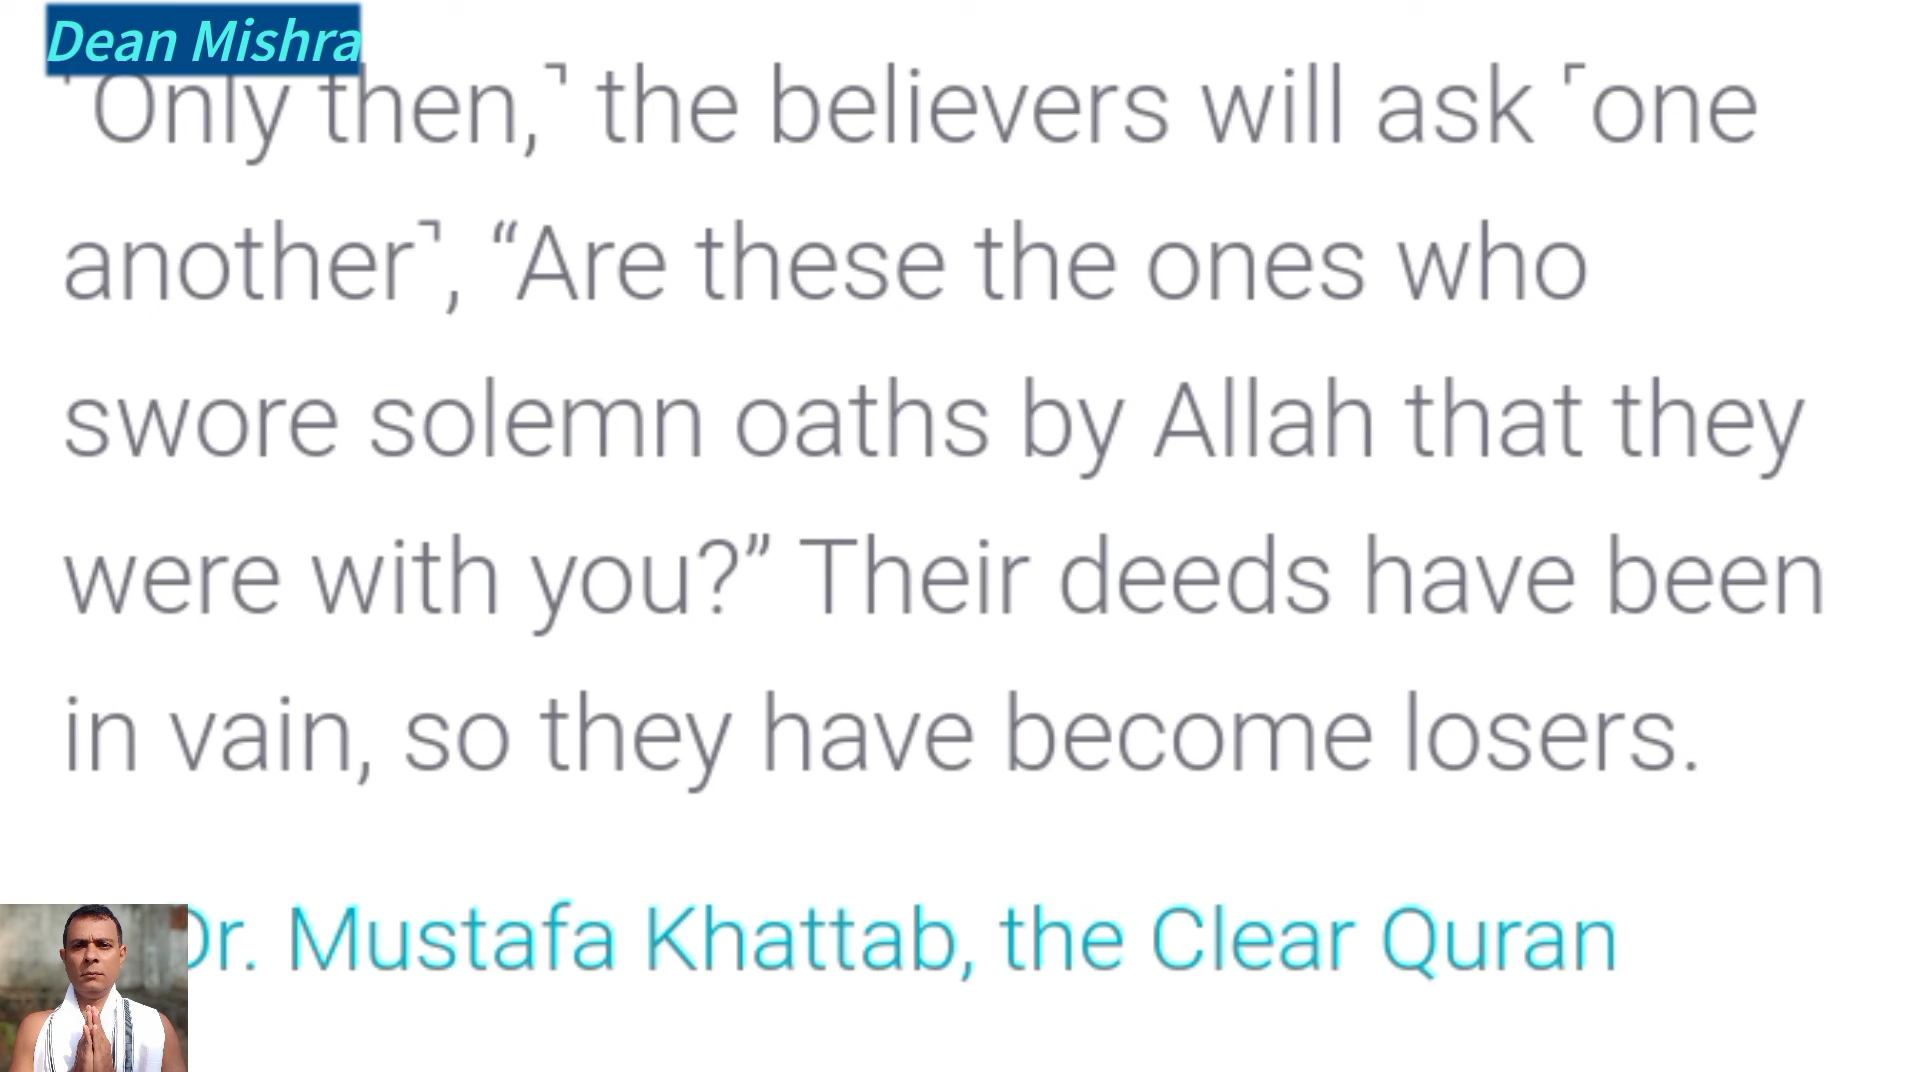 Dean Mishra
⌜Only then,⌝ the believers will ask ⌜one
another⌝, “Are these the ones who
swore solemn oaths by Allah that they
were with you?” Their deeds have been
in vain, so they have become losers.
Dr. Mustafa Khattab, the Clear Quran